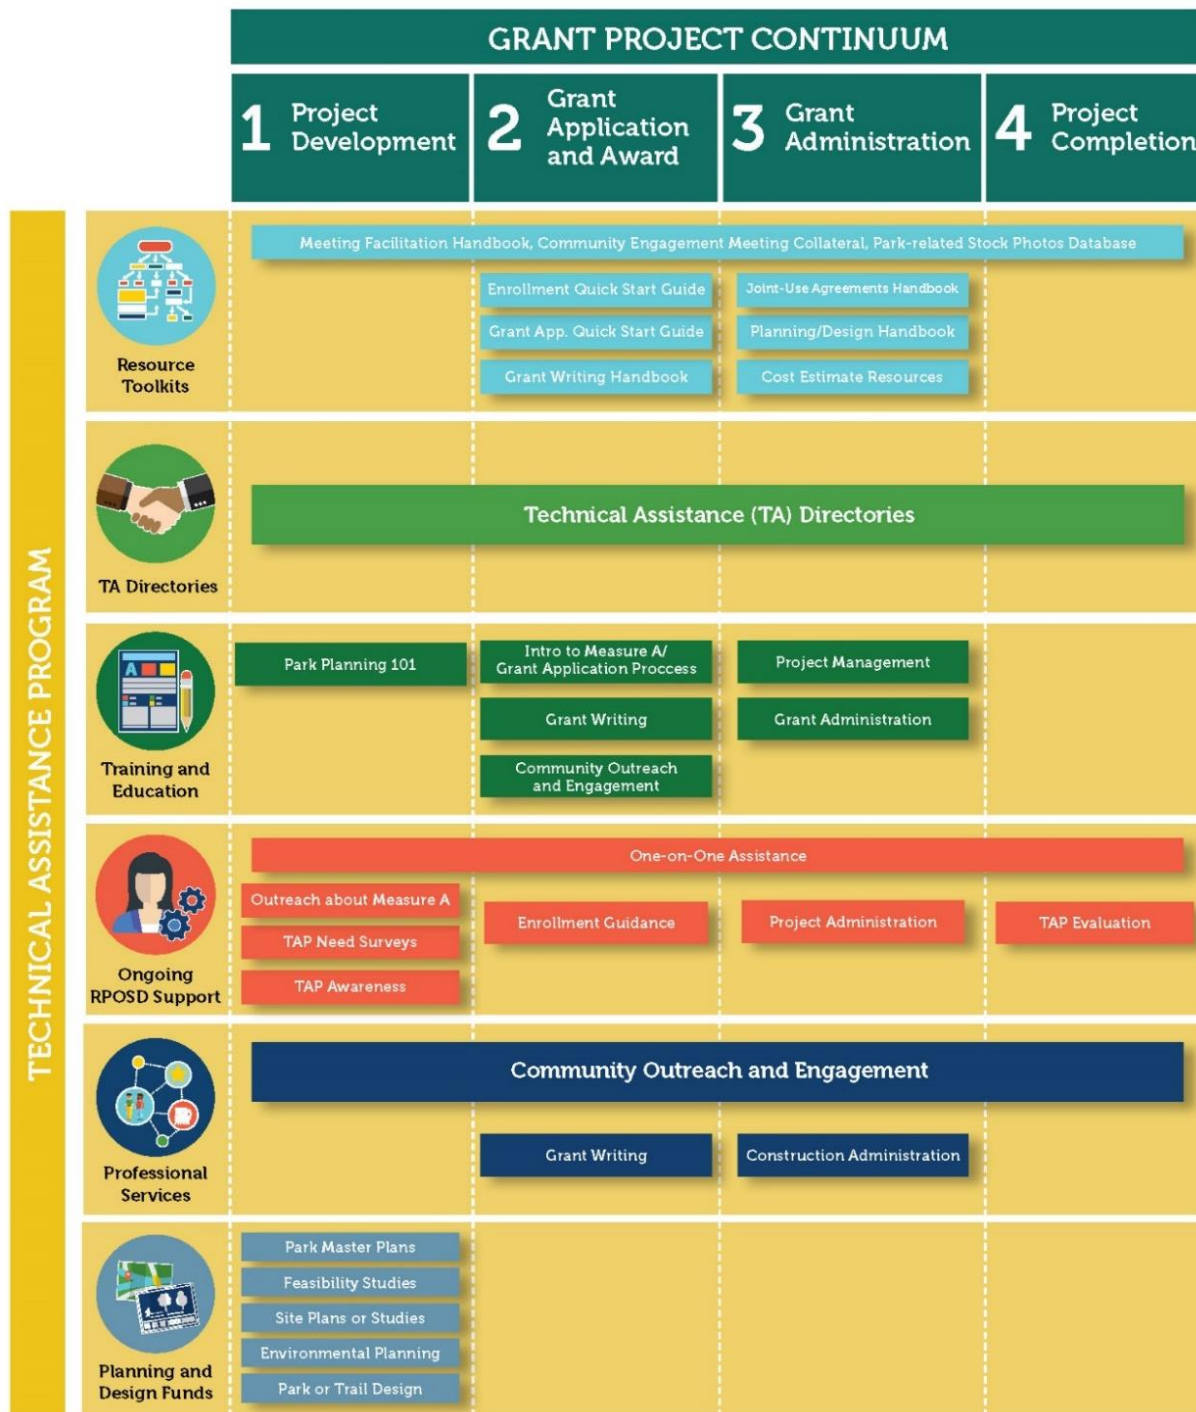 GRANT PROJECT CONTINUUM
1 Project
Development
2 Grant
Application
and Award
3 Grant
Administration
4 Project
Completion
TECHNICAL ASSISTANCE PROGRAM
Resource
Toolkits
Meeting Facilitation Handbook, Community Engagement Meeting Collateral, Park-related Stock Photos Database
Enrollment Quick Start Guide
Grant App. Quick Start Guide
Grant Writing Handbook
Joint-Use Agreements Handbook
Planning/Design Handbook
Cost Estimate Resources
TA Directories
Technical Assistance (TA) Directories
Training and
Education
Park Planning 101
Intro to Measure A/
Grant Application Proccess
Grant Writing
Community Outreach
and Engagement
Project Management
Grant Administration
Ongoing
RPOSD Support
One-on-One Assistance
Outreach about Measure A
TAP Need Surveys
TAP Awareness
Enrollment Guidance
Project Administration
TAP Evaluation
Professional
Services
Community Outreach and Engagement
Grant Writing
Construction Administration
Planning and
Design Funds
Park Master Plans
Feasibility Studies
Site Plans or Studies
Environmental Planning
Park or Trail Design